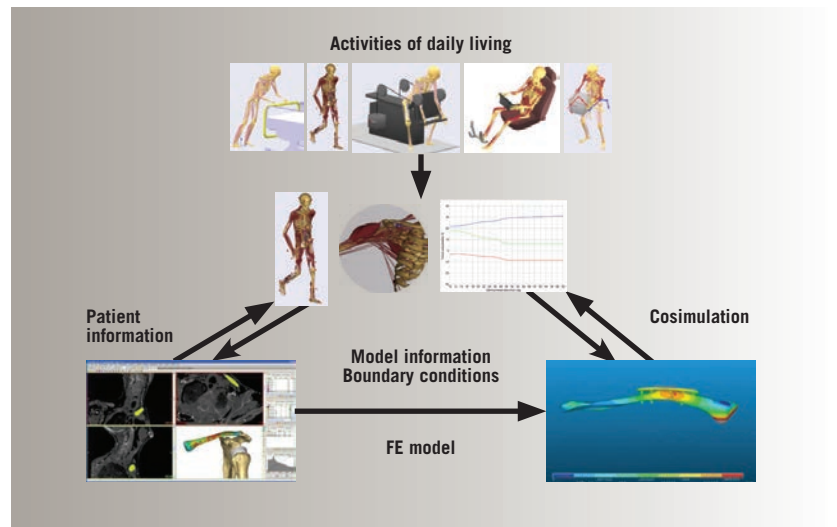 Activities of daily living
Patient
information
Cosimulation
Model information
Boundary conditions
FE model